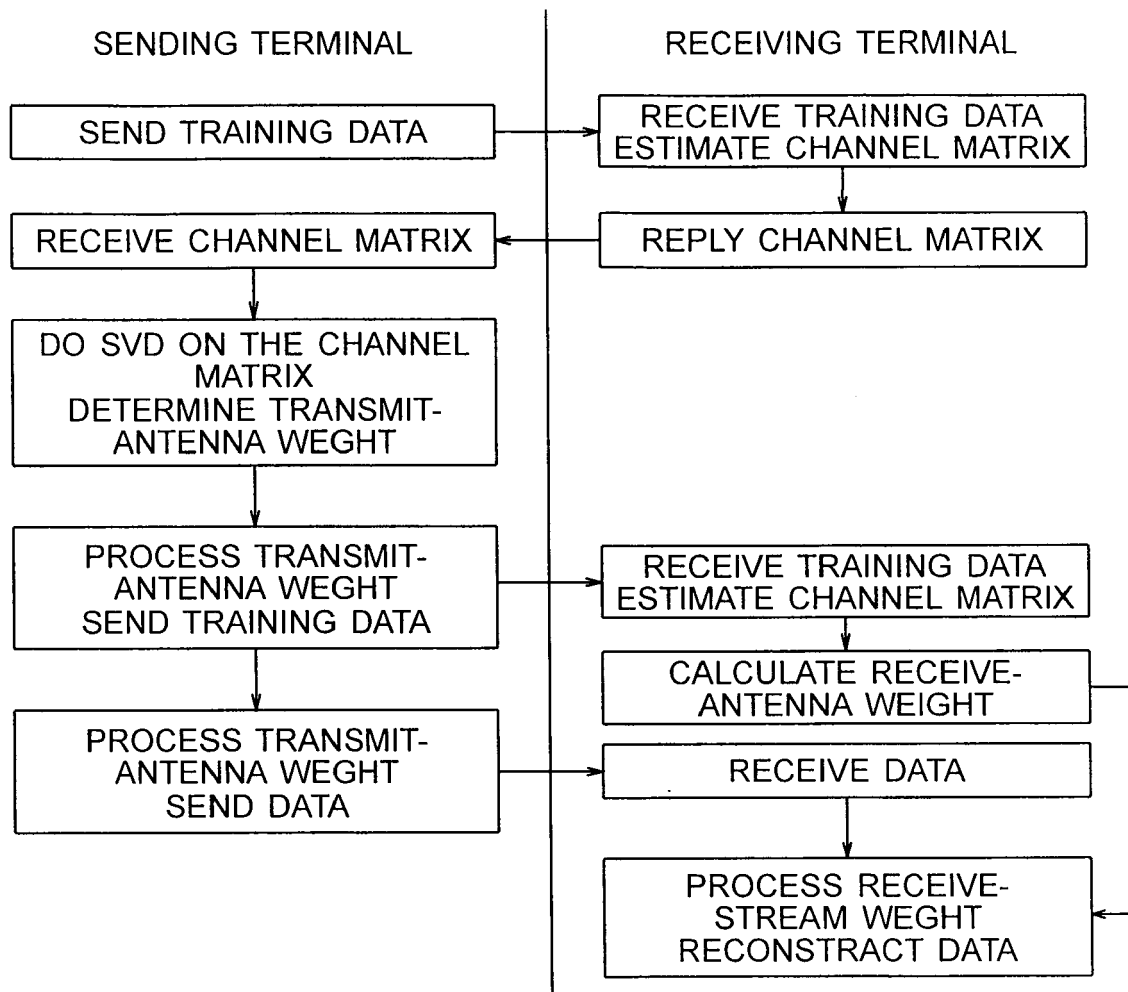 SENDING TERMINAL
RECEIVING TERMINAL
SEND TRAINING DATA
RECEIVE TRAINING DATA
ESTIMATE CHANNEL MATRIX
RECEIVE CHANNEL MATRIX
REPLY CHANNEL MATRIX
DO SVD ON THE CHANNEL
MATRIX
DETERMINE TRANSMIT-
ANTENNA WEGHT
PROCESS TRANSMIT-
ANTENNA WEGHT
SEND TRAINING DATA
RECEIVE TRAINING DATA
ESTIMATE CHANNEL MATRIX
CALCULATE RECEIVE-
ANTENNA WEIGHT
PROCESS TRANSMIT-
ANTENNA WEGHT
SEND DATA
RECEIVE DATA
PROCESS RECEIVE-
STREAM WEGHT
RECONSTRACT DATA